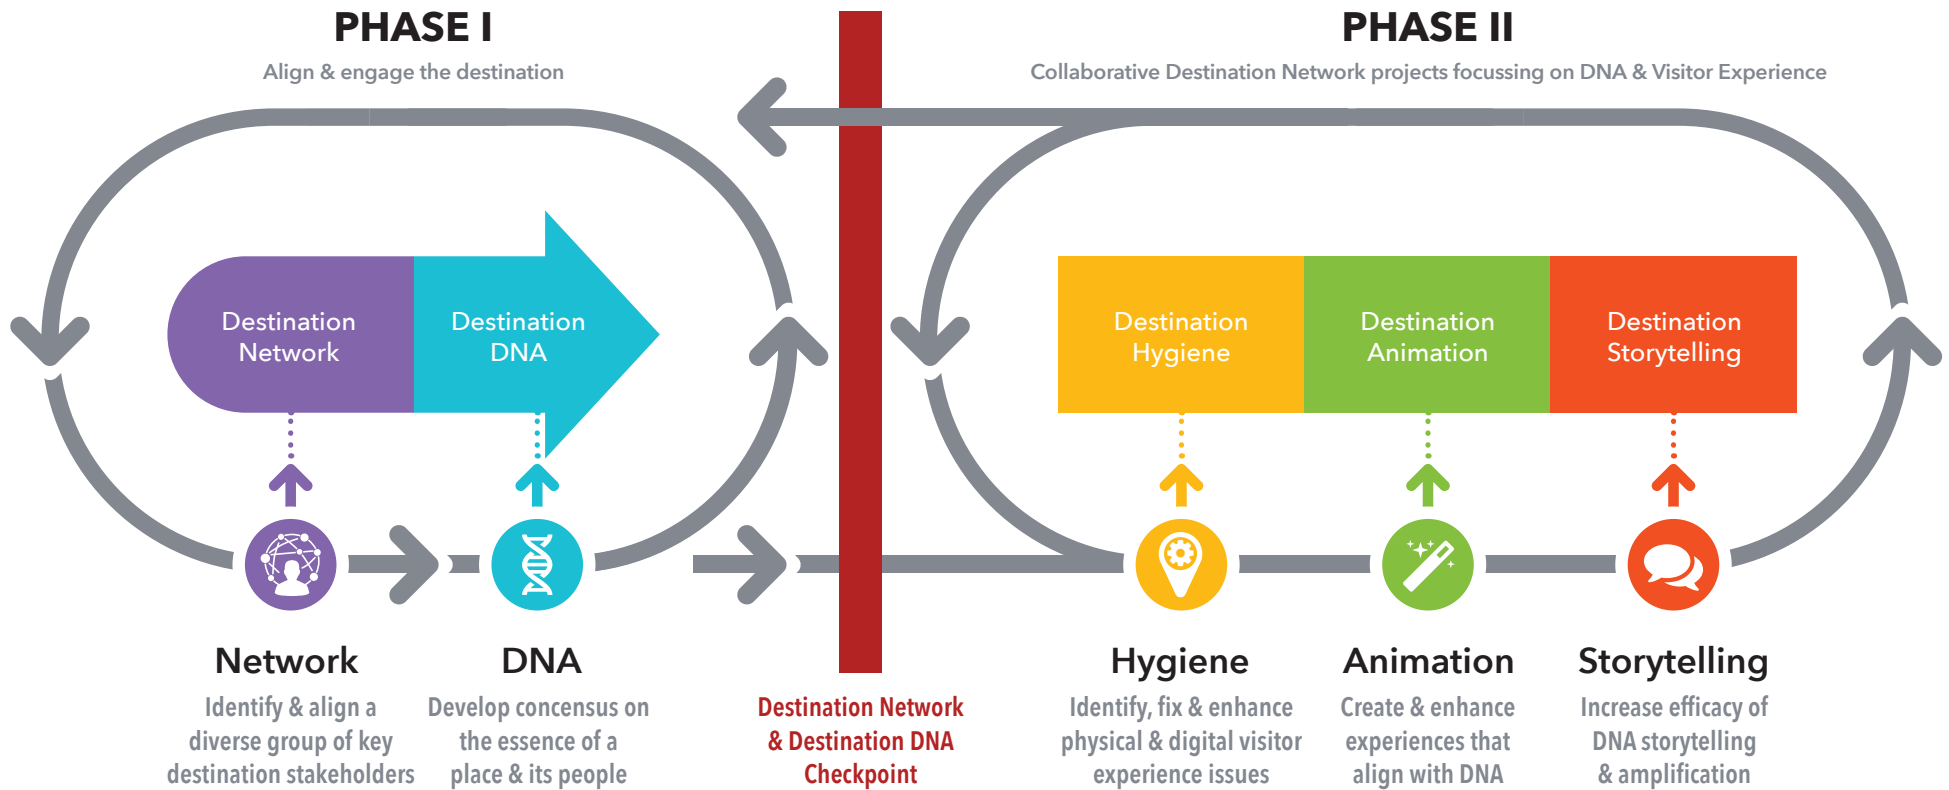 PHASE I
Align & engage the destination
PHASE II
Collaborative Destination Network projects focussing on DNA & Visitor Experience
Destination
Network
Destination
DNA
Destination
Hygiene
Destination
Animation
Destination
Storytelling
Network
Identify & align a
diverse group of key
destination stakeholders
DNA
Develop concensus on
the essence of a
place & its people
Destination Network
& Destination DNA
Checkpoint
Hygiene
Identify, fix & enhance
physical & digital visitor
experience issues
Animation
Create & enhance
experiences that
align with DNA
Storytelling
Increase efficacy of
DNA storytelling
& amplification